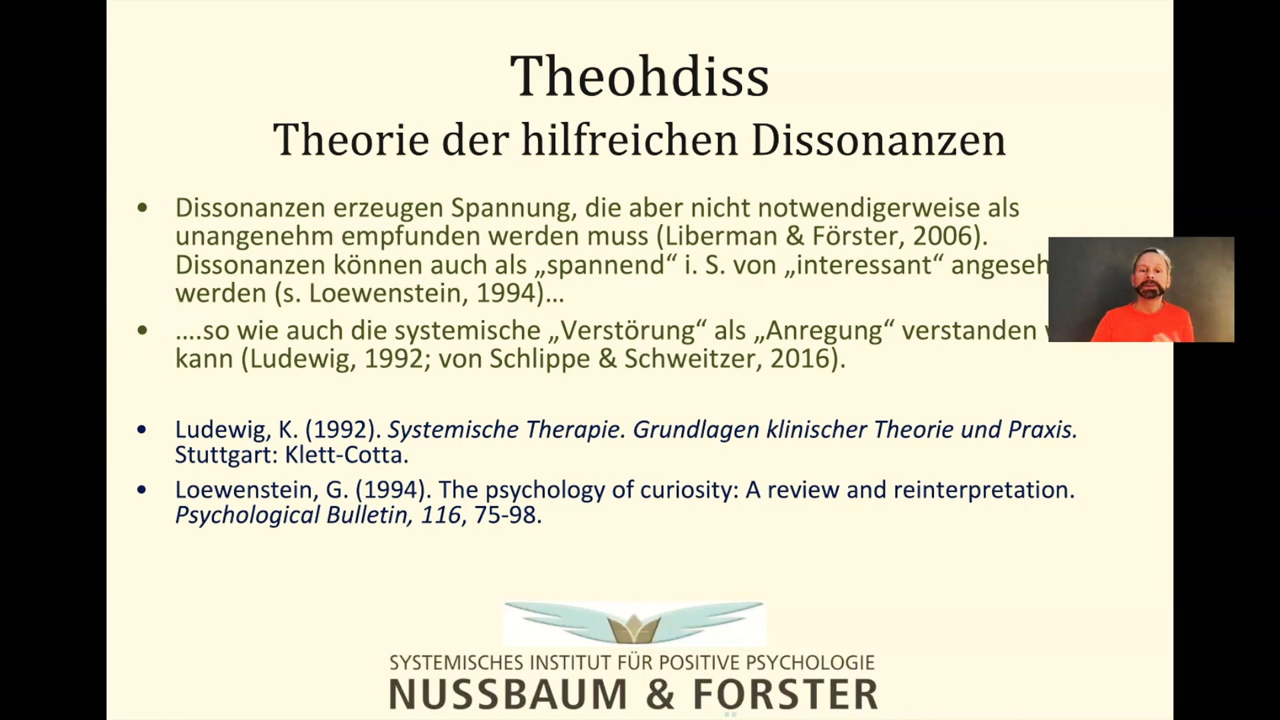 Theohdiss
Theorie der hilfreichen Dissonanzen
• Dissonanzen erzeugen Spannung, die aber nicht notwendigerweise als
unangenehm empfunden werden muss (Liberman & Förster, 2006).
Dissonanzen können auch als „spannend“ i. S. von „interessant“ angeseh
werden (s. Loewenstein, 1994)…
• ….so wie auch die systemische „Verstörung“ als „Anregung“ verstanden
kann (Ludewig, 1992; von Schlippe & Schweitzer, 2016).
• Ludewig, K. (1992). Systemische Therapie. Grundlagen klinischer Theorie und Praxis.
Stuttgart: Klett-Cotta.
• Loewenstein, G. (1994). The psychology of curiosity: A review and reinterpretation.
Psychological Bulletin, 116, 75-98.
SYSTEMISCHES INSTITUT FÜR POSITIVE PSYCHOLOGIE
NUSSBAUM & FÖRSTER